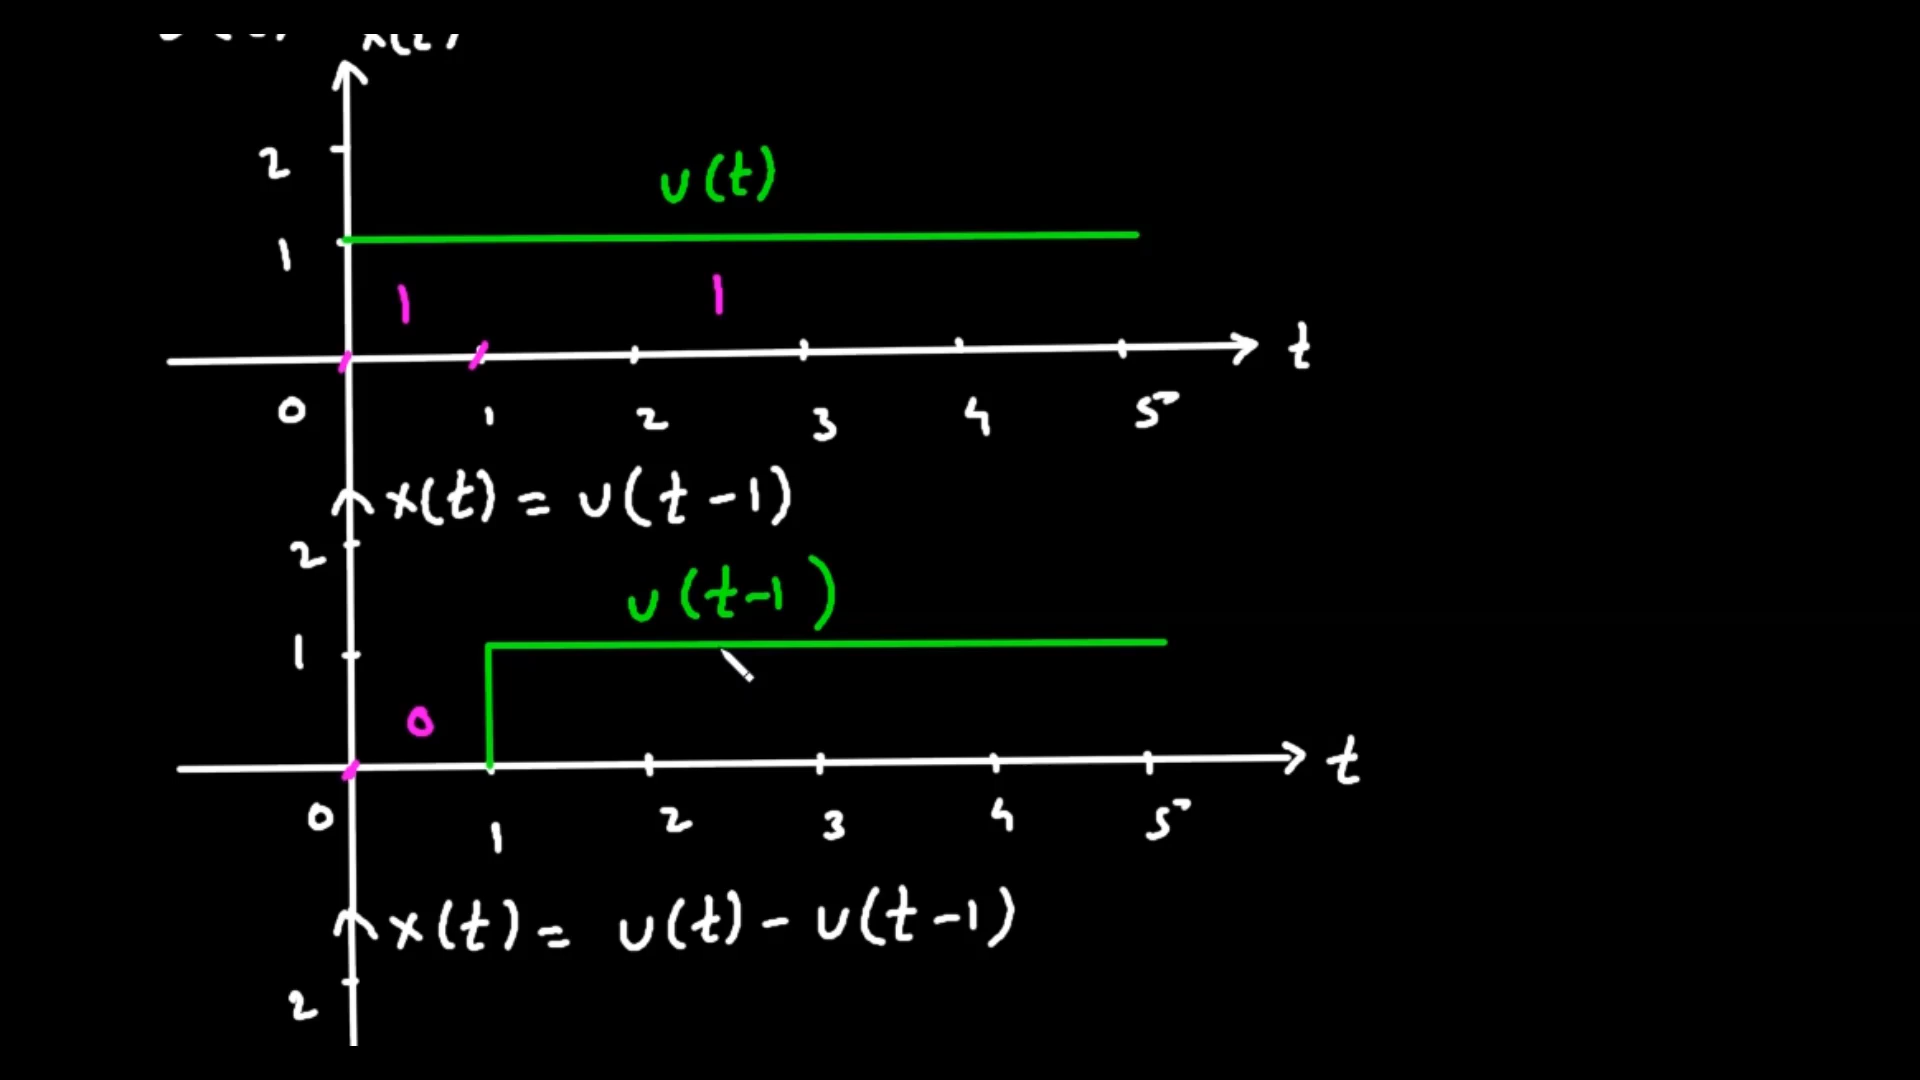 x(t)
2
u(t)
1
1 1
t
0 1 2 3 4 5
x(t) = u(t-1)
2
u(t-1)
1
0
t
0 1 2 3 4 5
x(t) = u(t) - u(t-1)
2